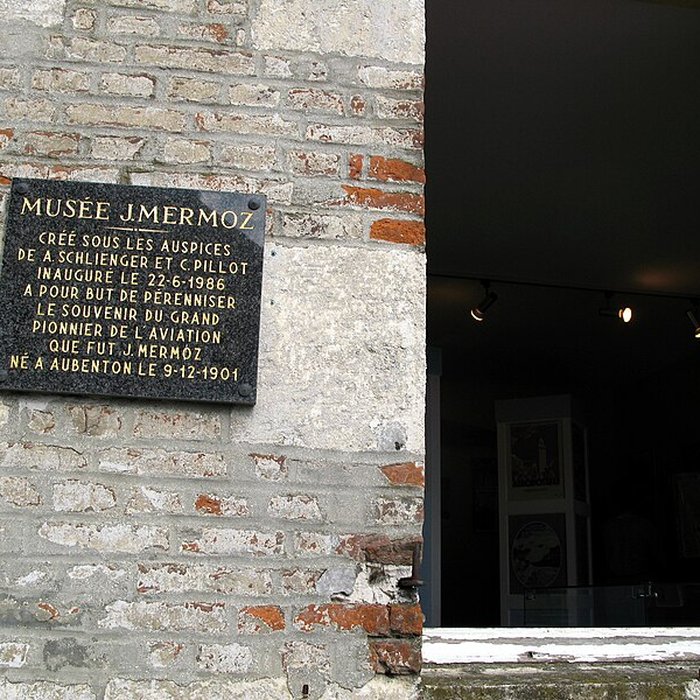 MUSÉE J.MERMOZ
CRÉÉ SOUS LES AUSPICES
DE A.SCHLIENGER ET C.PILLOT
INAUGURÉ LE 22-6-1986
A POUR BUT DE PÉRENNISER
LE SOUVENIR DU GRAND
PIONNIER DE L'AVIATION
QUE FUT J.MERMOZ
NÉ A AUBENTON LE 9-12-1901